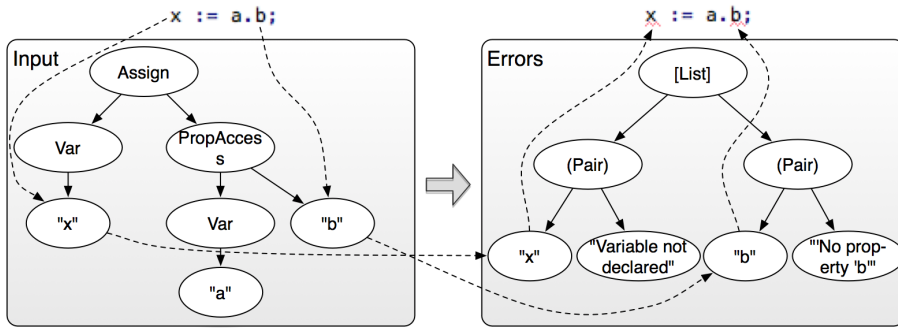 x := a.b;
Input
Assign
Var
PropAcces
s
"x"
Var
"b"
"a"
x := a.b;
Errors
[List]
(Pair)
(Pair)
"x"
"Variable not
declared"
"b"
"'No prop-
erty 'b'"